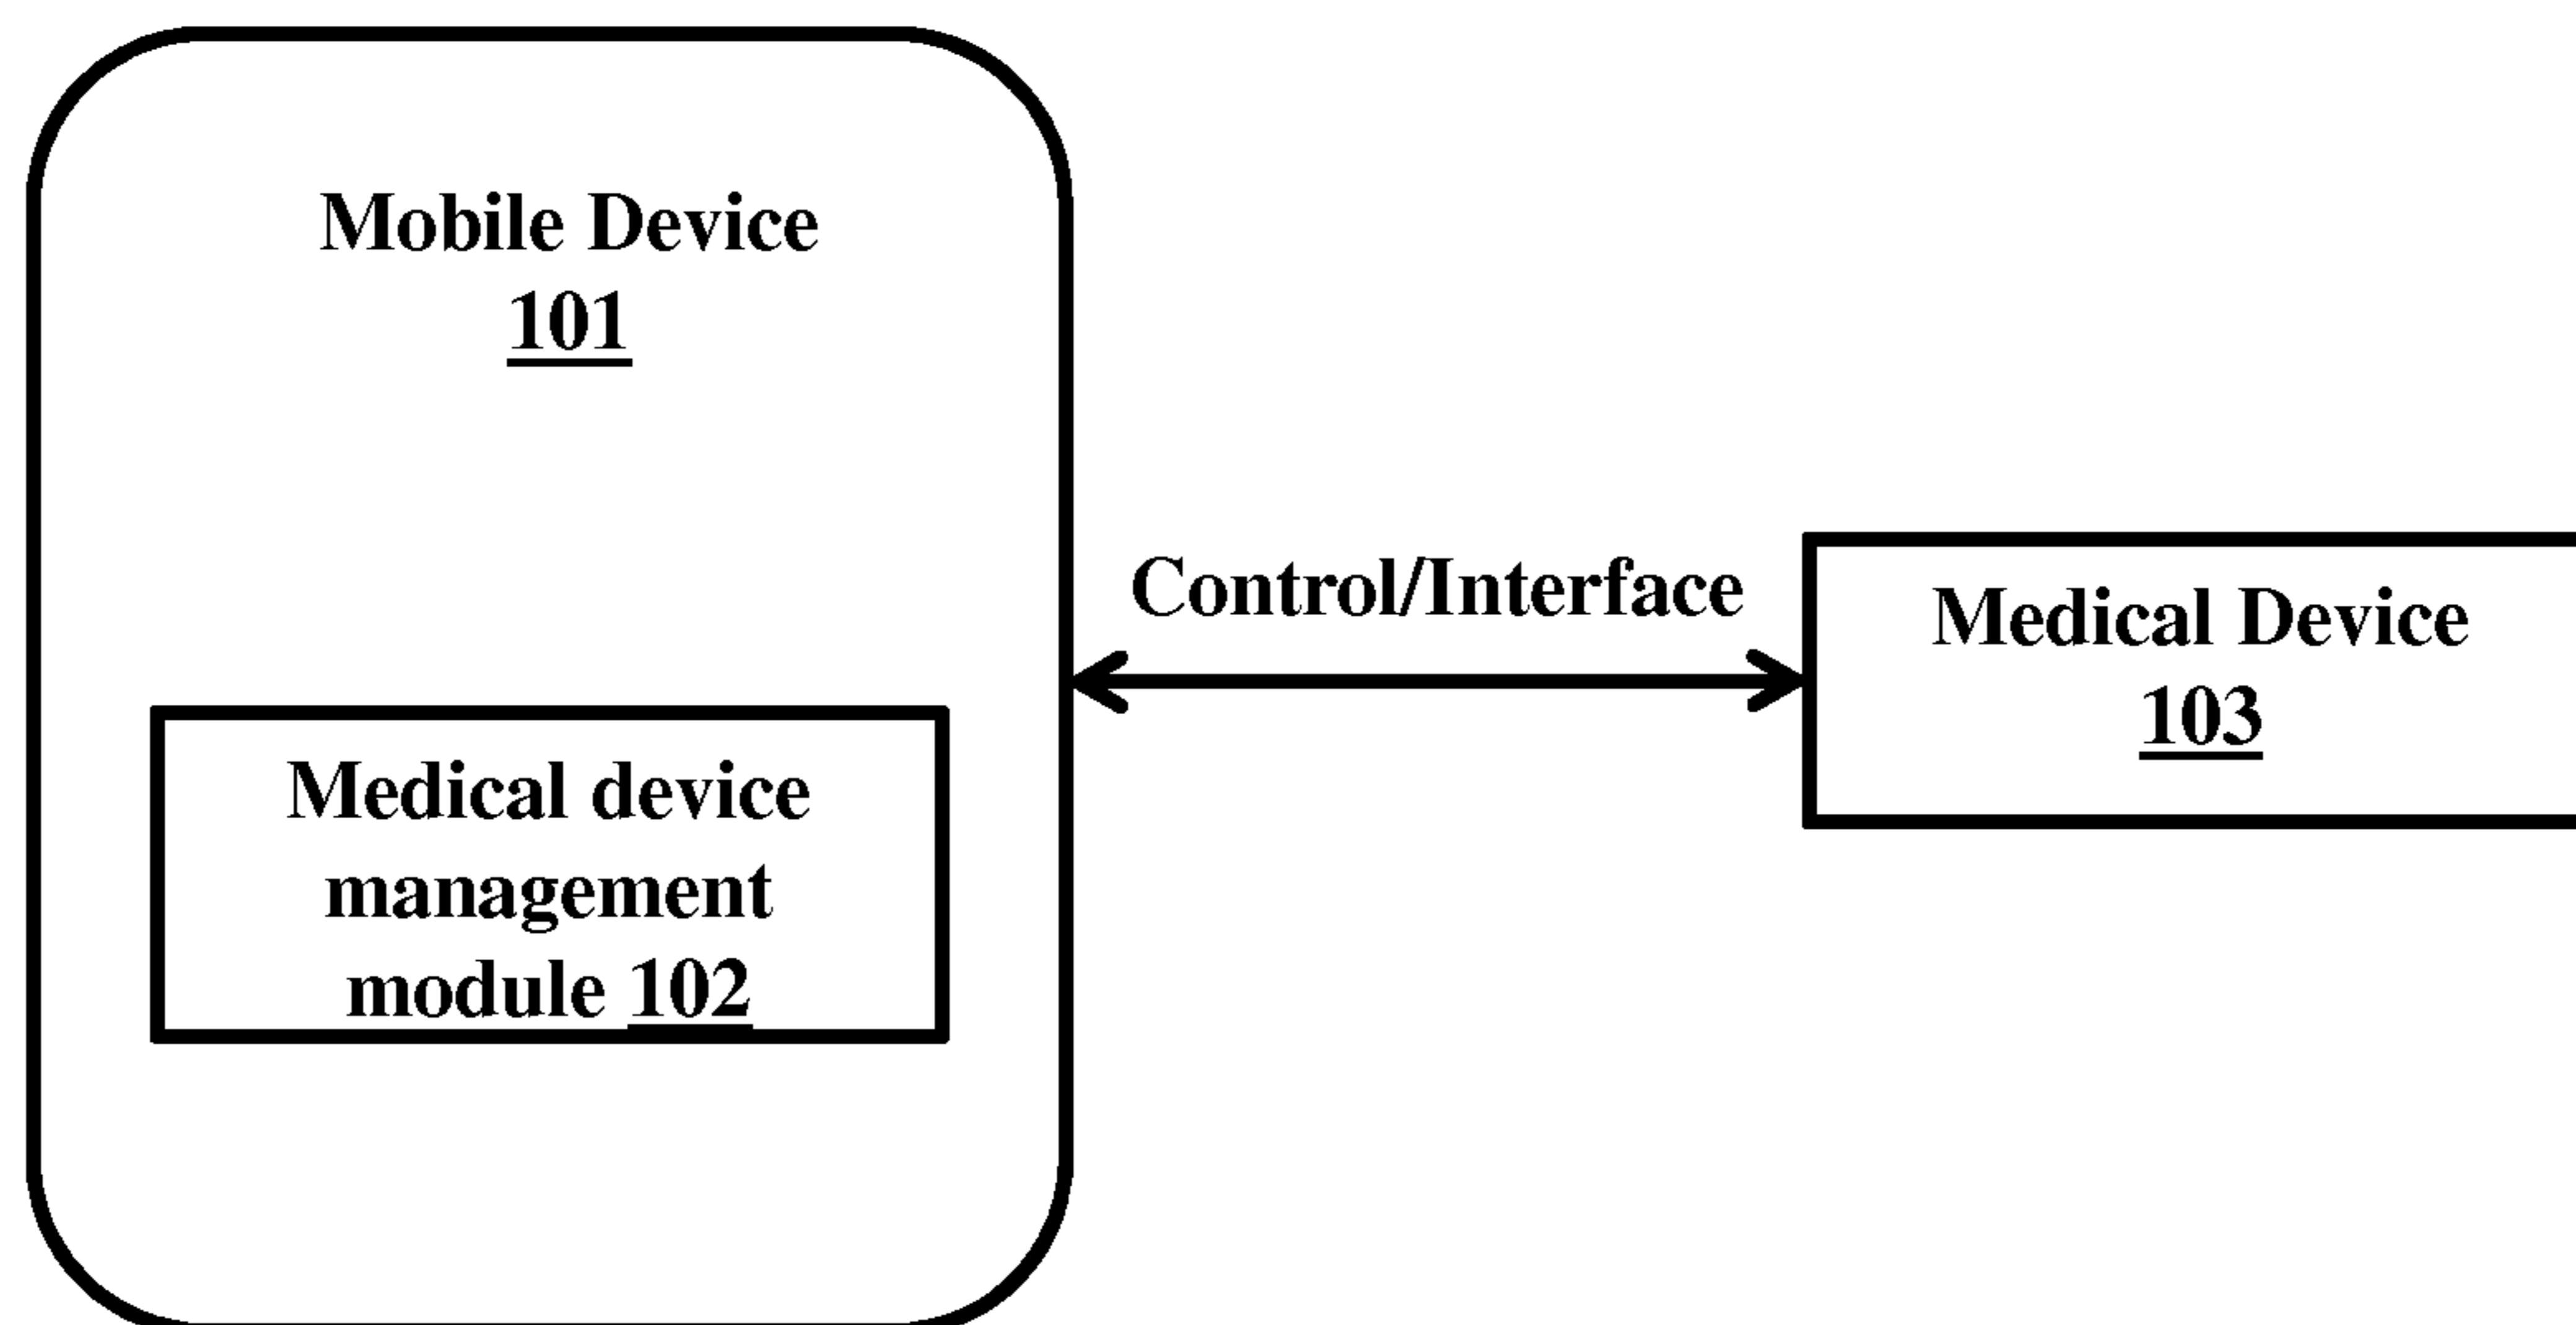 Mobile Device
101
Medical device
management
module 102
Control/Interface
Medical Device
103